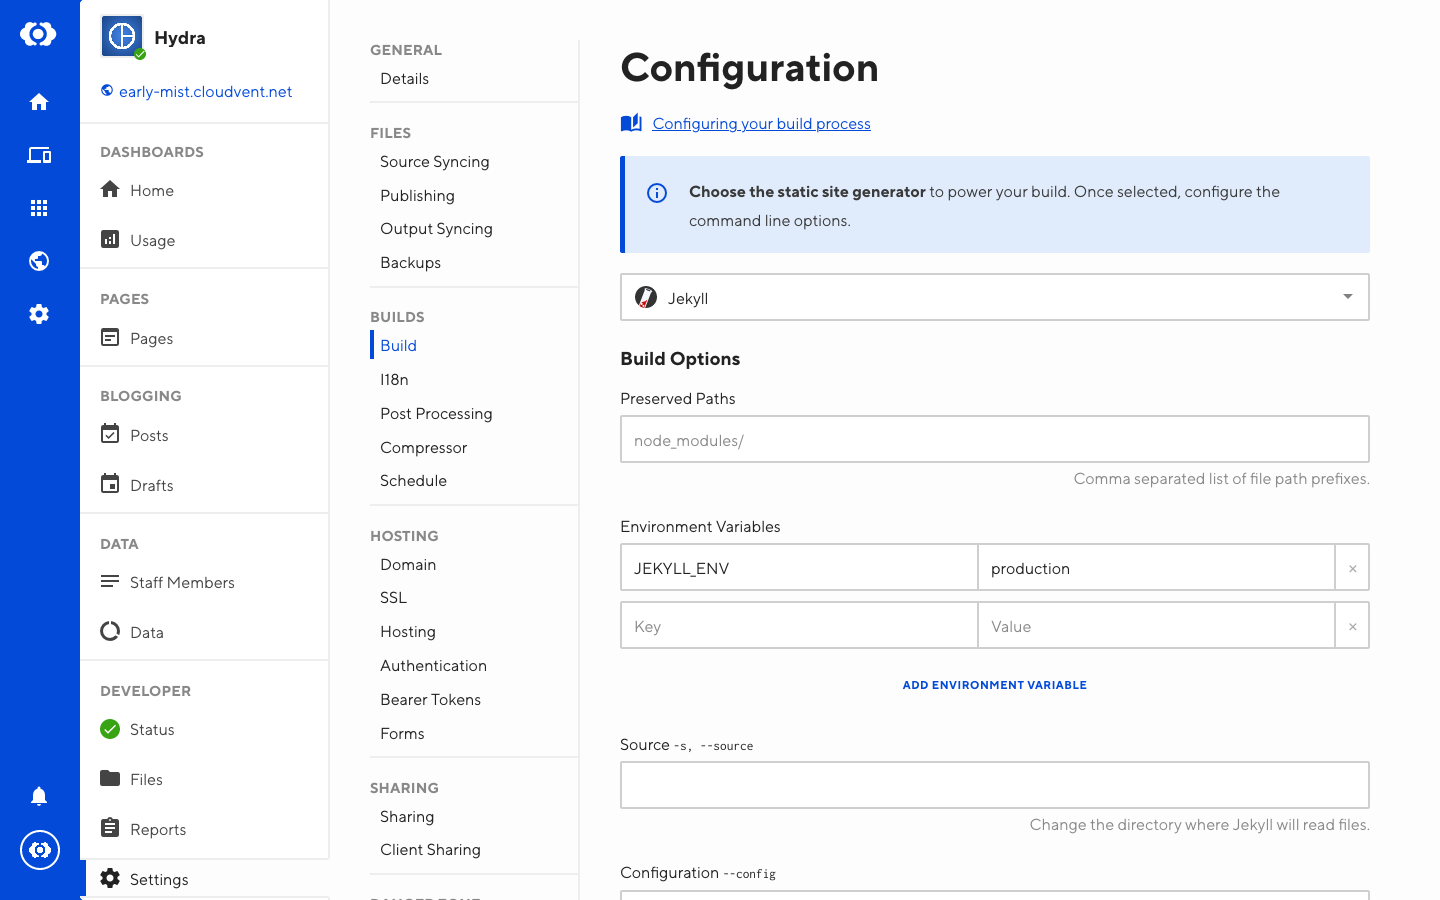 Hydra
early-mist.cloudvent.net
DASHBOARDS
Home
Usage
PAGES
Pages
BLOGGING
Posts
Drafts
DATA
Staff Members
Data
DEVELOPER
Status
Files
Reports
Settings
GENERAL
Details
FILES
Source Syncing
Publishing
Output Syncing
Backups
BUILDS
Build
I18n
Post Processing
Compressor
Schedule
HOSTING
Domain
SSL
Hosting
Authentication
Bearer Tokens
Forms
SHARING
Sharing
Client Sharing
Configuration
Configuring your build process
Choose the static site generator to power your build. Once selected, configure the
command line options.
Jekyll
Build Options
Preserved Paths
node_modules/
Comma separated list of file path prefixes.
Environment Variables
JEKYLL_ENV production ×
Key Value ×
ADD ENVIRONMENT VARIABLE
Source -s, --source
Change the directory where Jekyll will read files.
Configuration --config